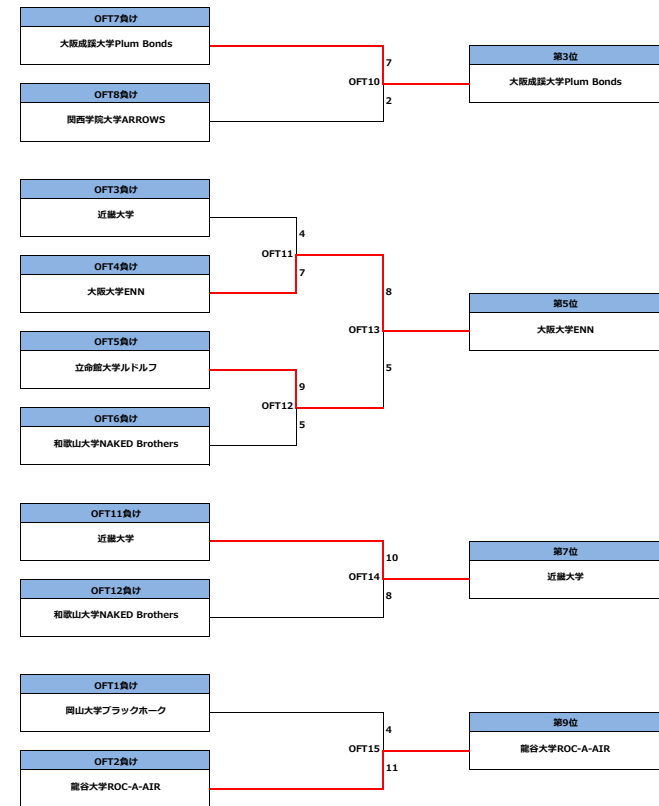 OFT7負け
大阪成蹊大学Plum Bonds
7
第3位
OFT10
大阪成蹊大学Plum Bonds
OFT8負け
2
関西学院大学ARROWS
OFT3負け
近畿大学
4
OFT11
OFT4負け
7
大阪大学ENN
8
第5位
OFT13
大阪大学ENN
OFT5負け
立命館大学ルドルフ
5
9
OFT12
OFT6負け
5
和歌山大学NAKED Brothers
OFT11負け
近畿大学
10
第7位
OFT14
近畿大学
OFT12負け
8
和歌山大学NAKED Brothers
OFT1負け
岡山大学ブラックホーク
4
第9位
OFT15
龍谷大学ROC-A-AIR
OFT2負け
11
龍谷大学ROC-A-AIR